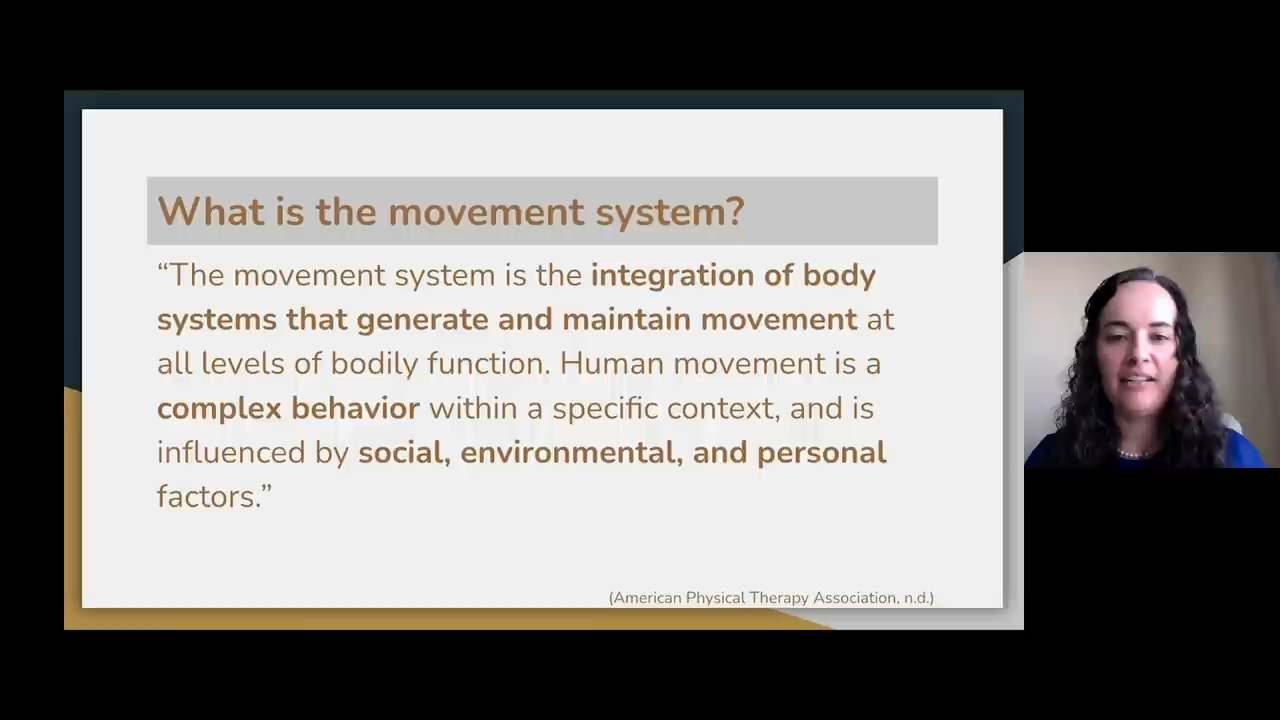 What is the movement system?
“The movement system is the integration of body
systems that generate and maintain movement at
all levels of bodily function. Human movement is a
complex behavior within a specific context, and is
influenced by social, environmental, and personal
factors.”
(American Physical Therapy Association, n.d.)